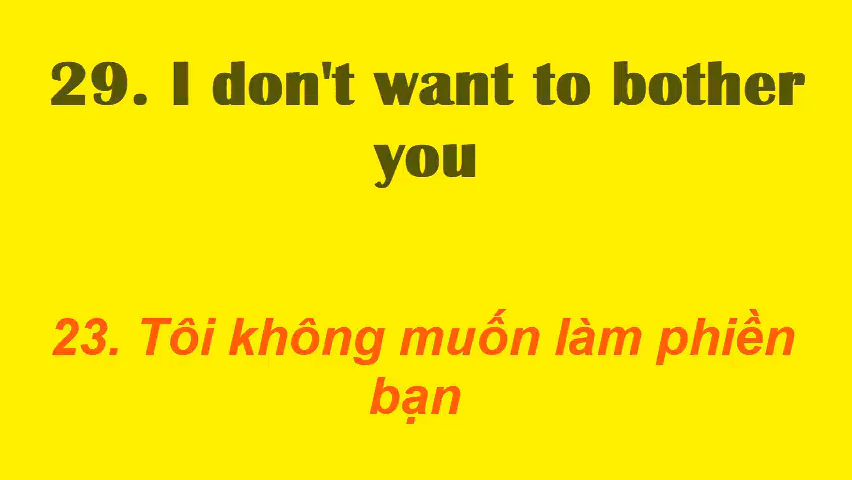 29. I don't want to bother
you
23. Tôi không muốn làm phiền
bạn